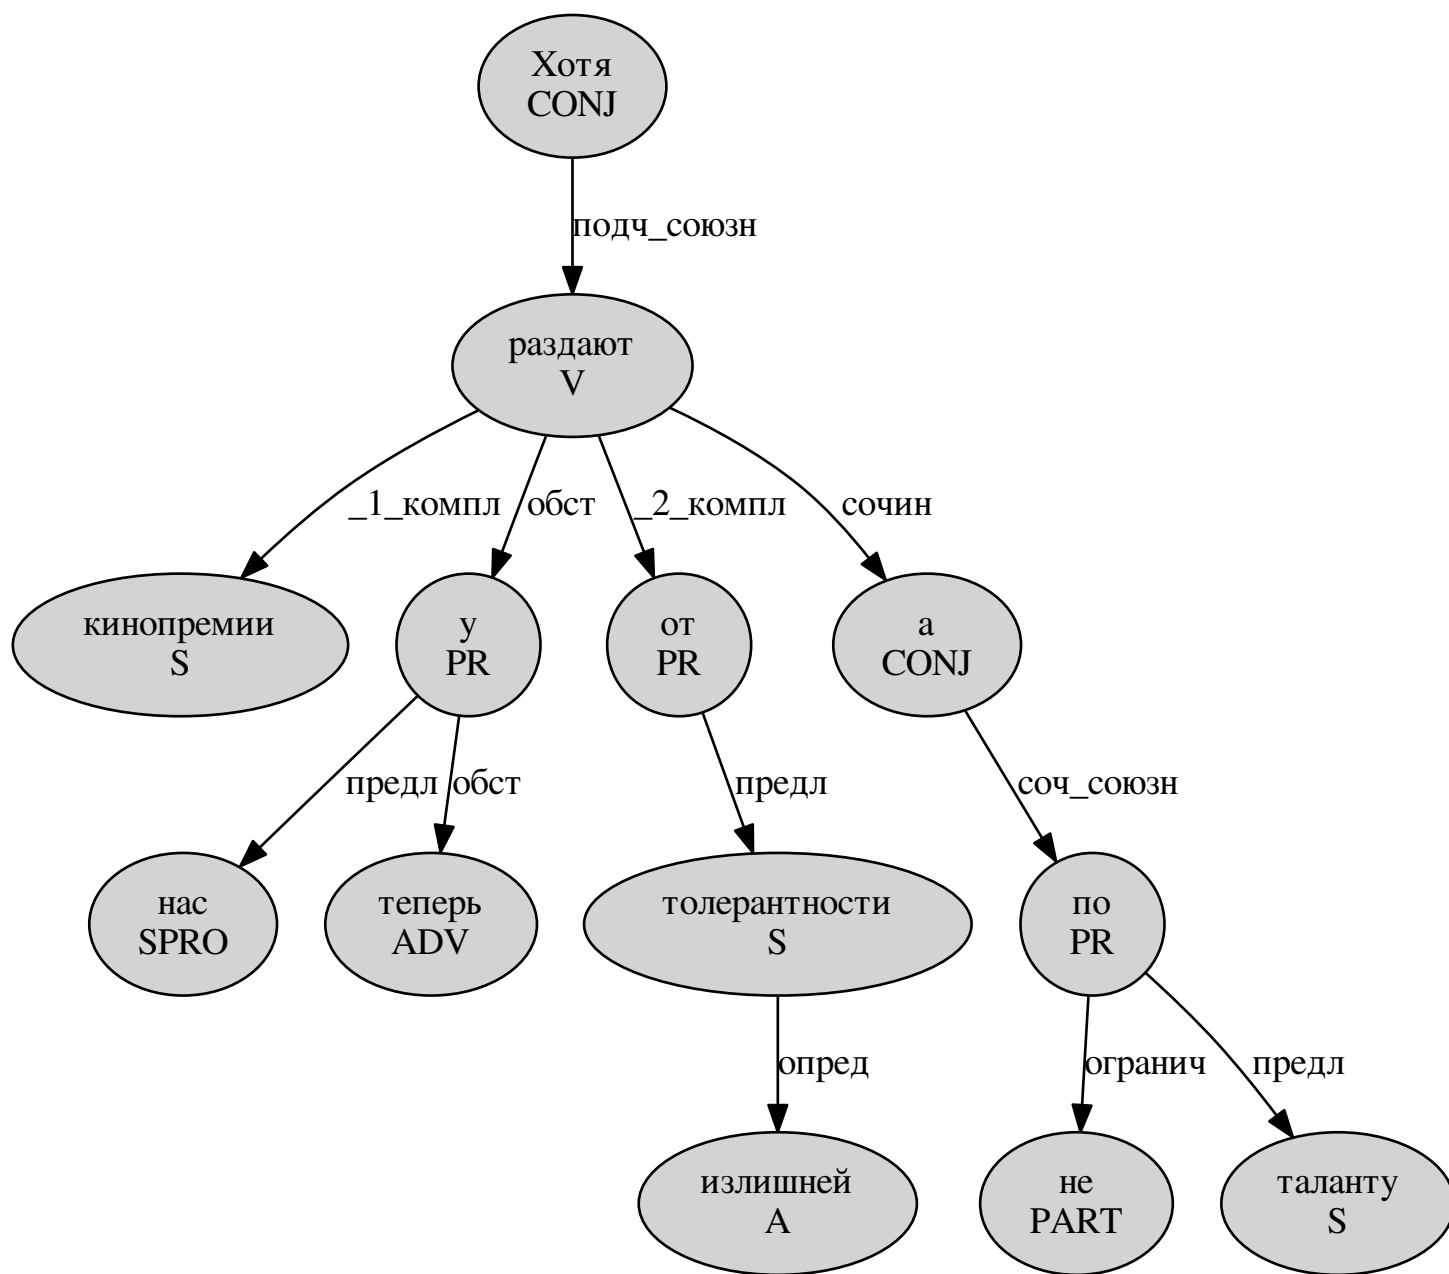 Хотя
CONJ
подч_союзн
раздают
V
_1_компл
обст
_2_компл
сочин
кинопремии
S
у
PR
от
PR
а
CONJ
предл
обст
предл
соч_союзн
нас
SPRO
теперь
ADV
толерантности
S
по
PR
опред
огранич
предл
излишней
A
не
PART
таланту
S